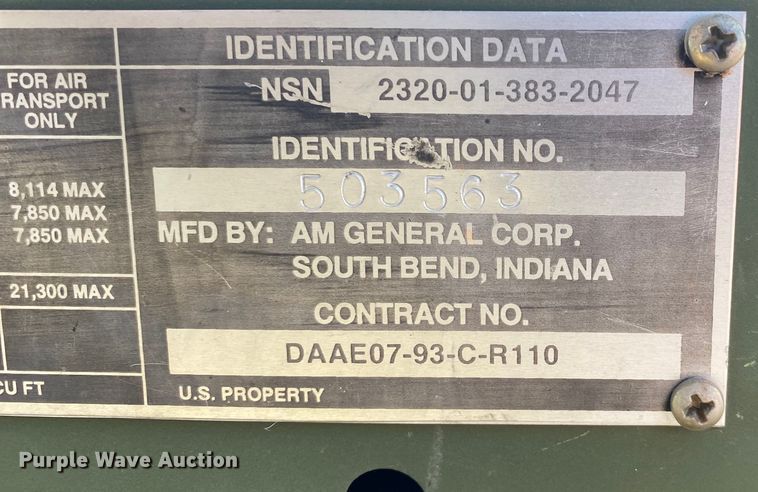 IDENTIFICATION DATA
FOR AIR
TRANSPORT
ONLY
NSN 2320-01-383-2047
IDENTIFICATION NO.
503563
8,114 MAX
7,850 MAX
7,850 MAX
MFD BY: AM GENERAL CORP.
SOUTH BEND, INDIANA
21,300 MAX
CONTRACT NO.
DAAE07-93-C-R110
CU FT
U.S. PROPERTY
Purple Wave Auction